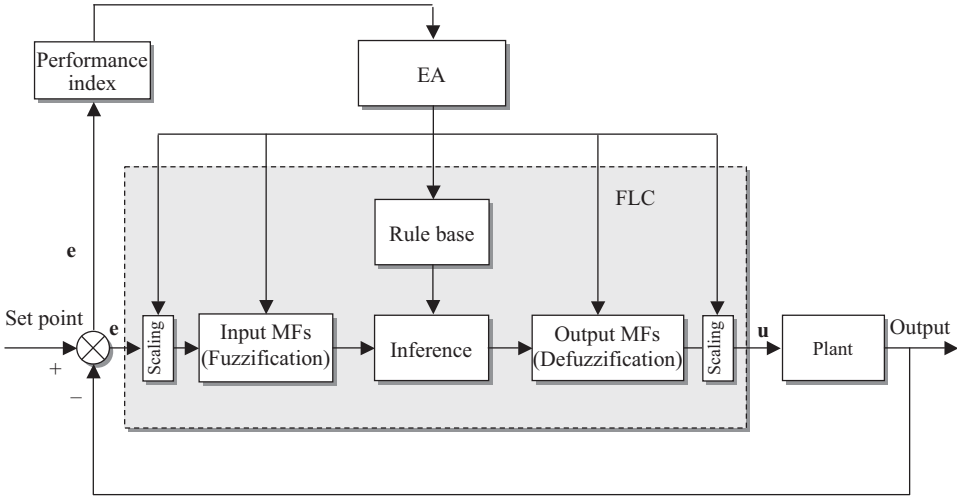 Performance
index
EA
FLC
Rule base
e
Set point
e
Scaling
Input MFs
(Fuzzification)
Inference
Output MFs
(Defuzzification)
Scaling
u
Plant
Output
+
−